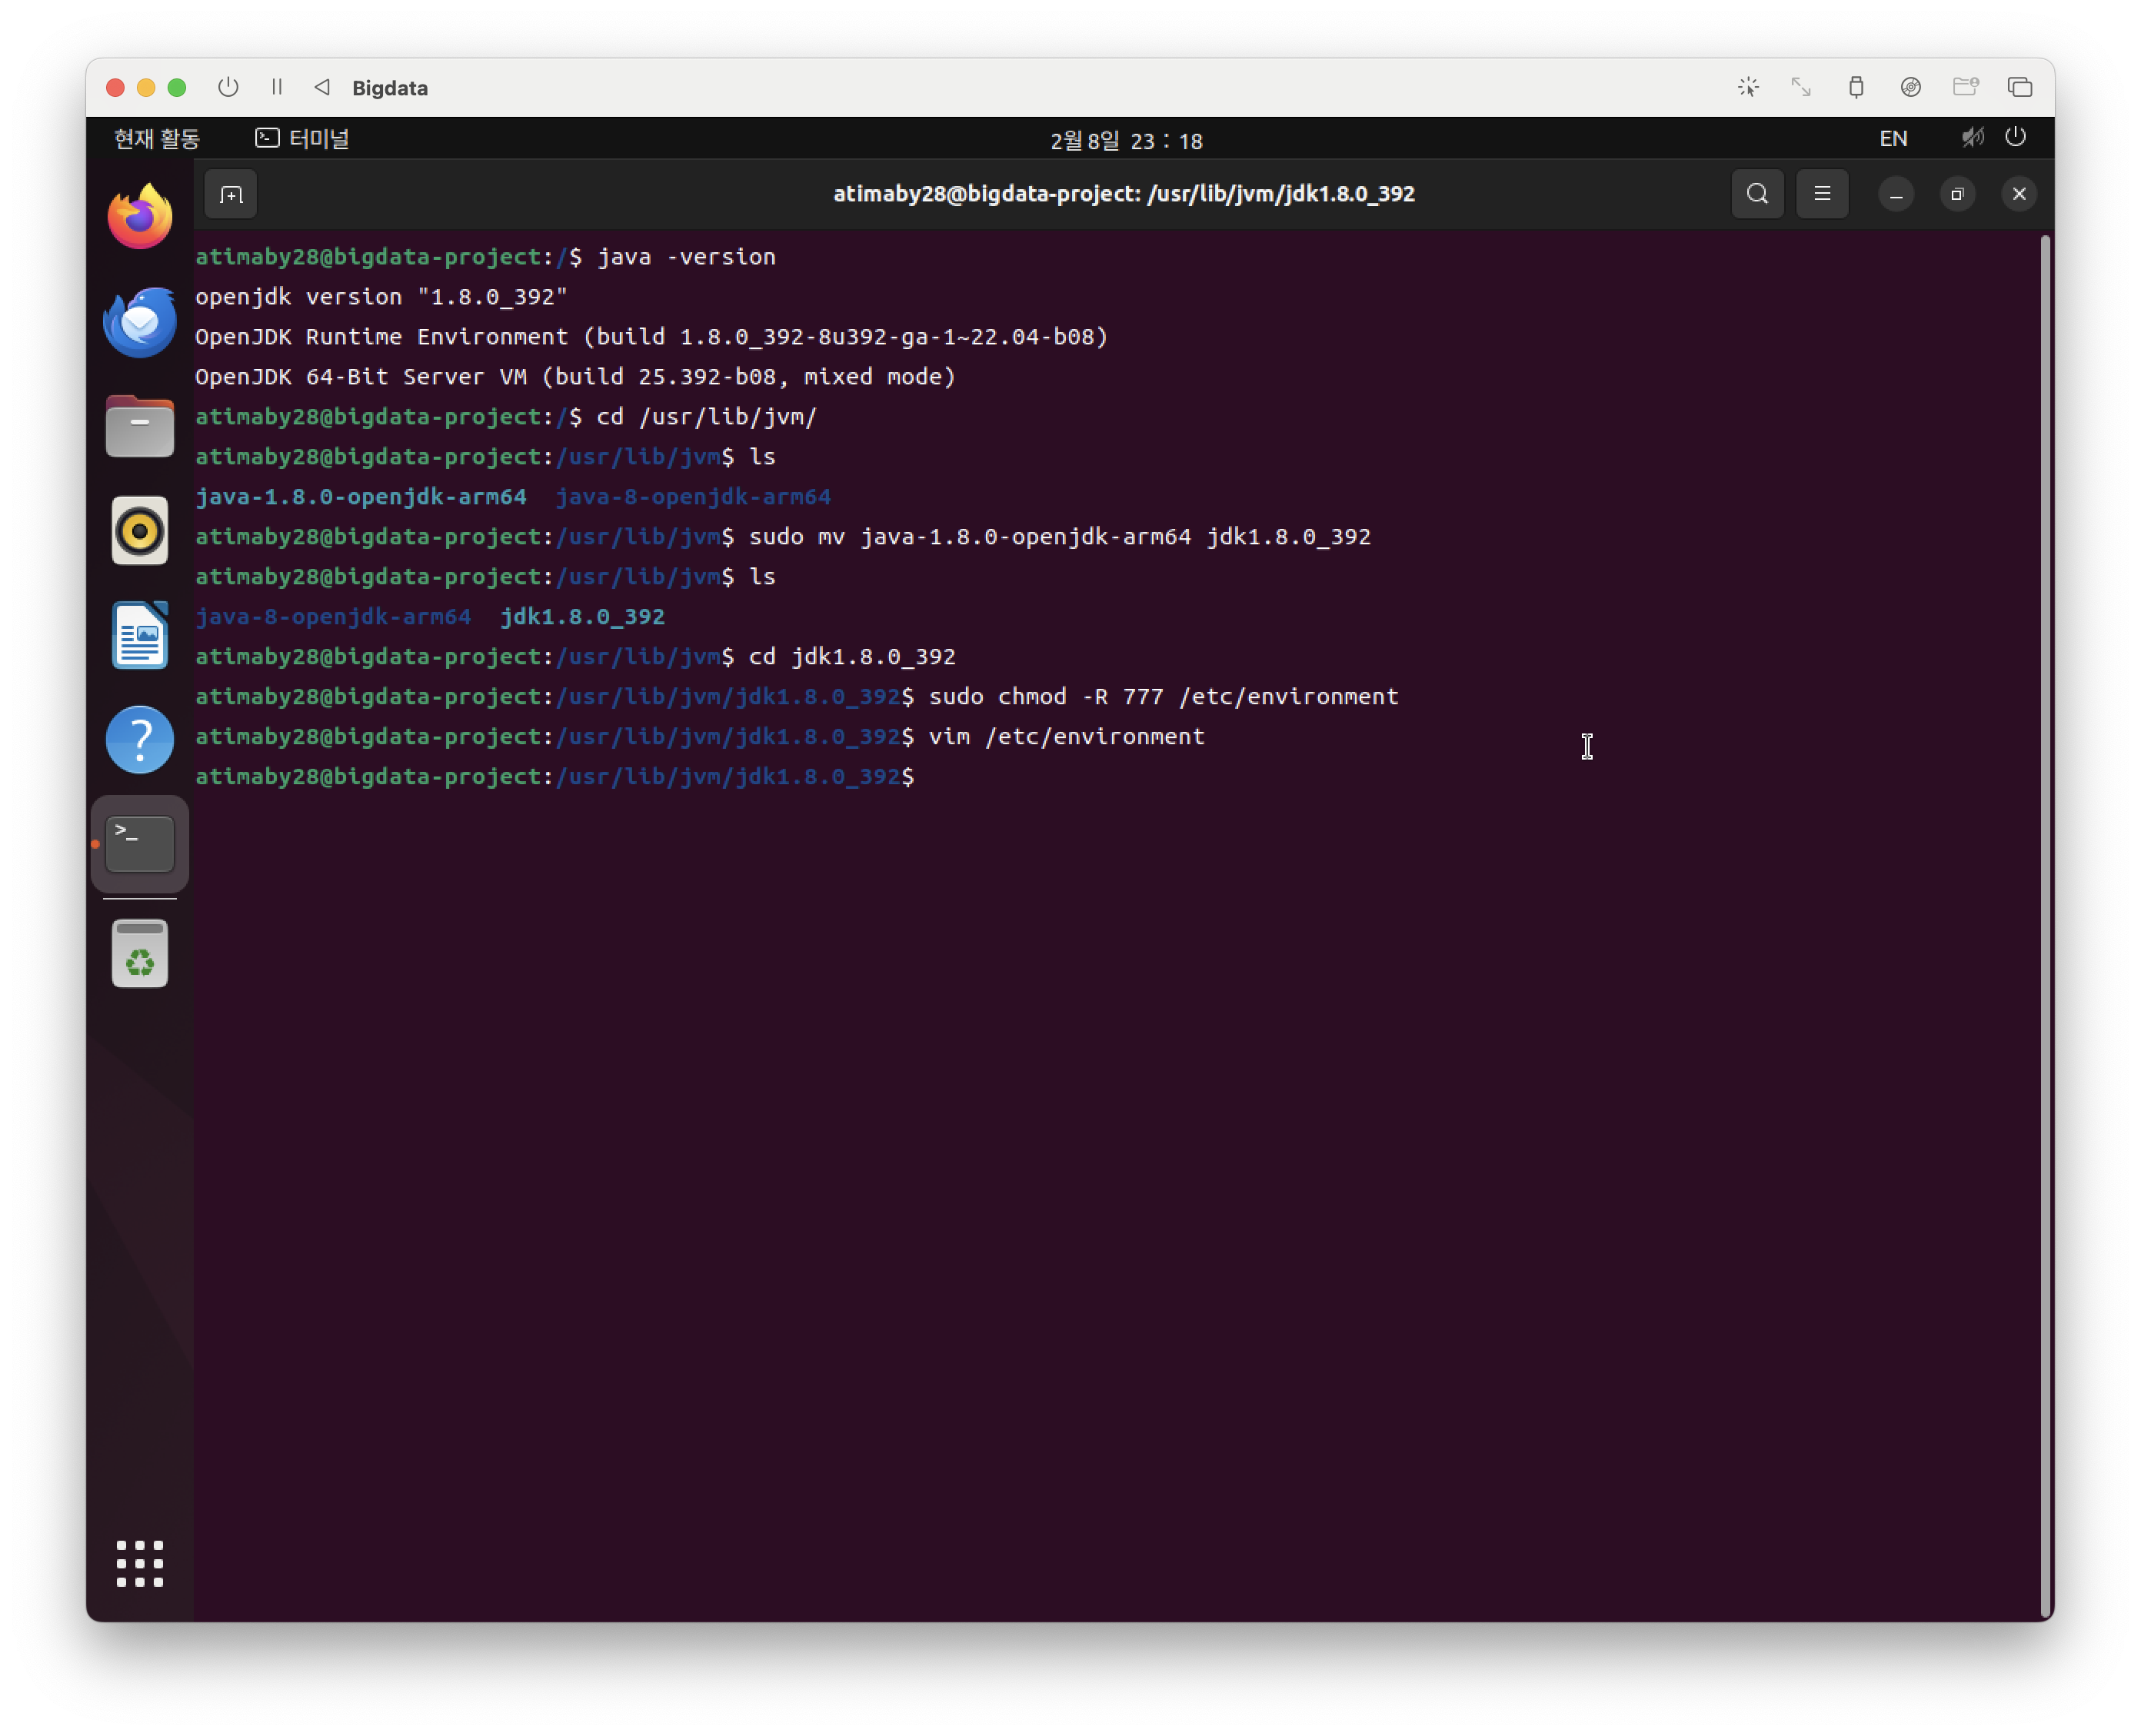 Bigdata
현재 활동 터미널 2월 8일 23 : 18 EN
atimaby28@bigdata-project: /usr/lib/jvm/jdk1.8.0_392
atimaby28@bigdata-project:/$ java -version
openjdk version "1.8.0_392"
OpenJDK Runtime Environment (build 1.8.0_392-8u392-ga-1~22.04-b08)
OpenJDK 64-Bit Server VM (build 25.392-b08, mixed mode)
atimaby28@bigdata-project:/$ cd /usr/lib/jvm/
atimaby28@bigdata-project:/usr/lib/jvm$ ls
java-1.8.0-openjdk-arm64  java-8-openjdk-arm64
atimaby28@bigdata-project:/usr/lib/jvm$ sudo mv java-1.8.0-openjdk-arm64 jdk1.8.0_392
atimaby28@bigdata-project:/usr/lib/jvm$ ls
java-8-openjdk-arm64  jdk1.8.0_392
atimaby28@bigdata-project:/usr/lib/jvm$ cd jdk1.8.0_392
atimaby28@bigdata-project:/usr/lib/jvm/jdk1.8.0_392$ sudo chmod -R 777 /etc/environment
atimaby28@bigdata-project:/usr/lib/jvm/jdk1.8.0_392$ vim /etc/environment
atimaby28@bigdata-project:/usr/lib/jvm/jdk1.8.0_392$